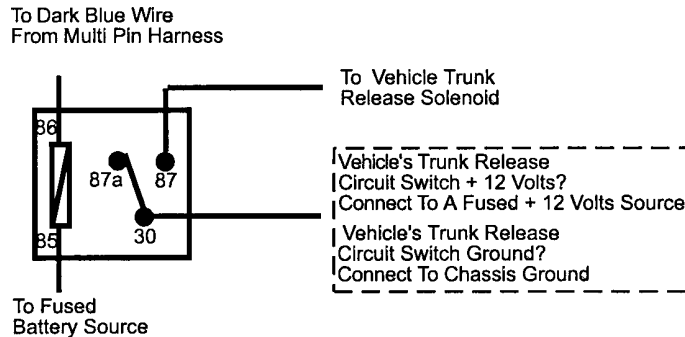 To Dark Blue Wire
From Multi Pin Harness
To Vehicle Trunk
Release Solenoid
86
87a
87
Vehicle's Trunk Release
Circuit Switch + 12 Volts?
Connect To A Fused + 12 Volts Source
85
30
Vehicle's Trunk Release
Circuit Switch Ground?
Connect To Chassis Ground
To Fused
Battery Source